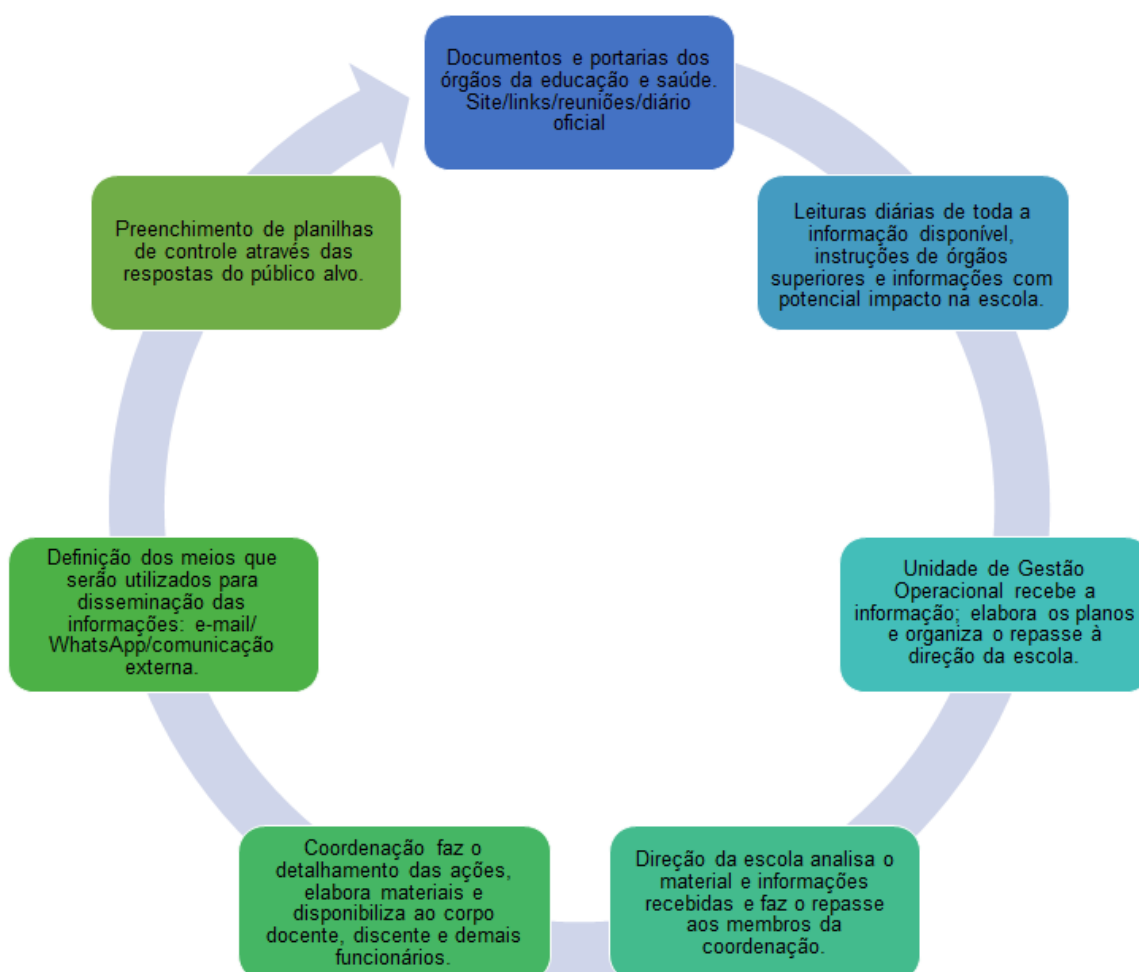 Documentos e portarias dos
órgãos da educação e saúde.
Site/links/reuniões/diário
oficial
Leituras diárias de toda a
informação disponível,
instruções de órgãos
superiores e informações com
potencial impacto na escola.
Unidade de Gestão
Operacional recebe a
informação; elabora os planos
e organiza o repasse à
direção da escola.
Direção da escola analisa o
material e informações
recebidas e faz o repasse
aos membros da
coordenação.
Coordenação faz o
detalhamento das ações,
elabora materiais e
disponibiliza ao corpo
docente, discente e demais
funcionários.
Definição dos meios que
serão utilizados para
disseminação das
informações: e-mail/
WhatsApp/comunicação
externa.
Preenchimento de planilhas
de controle através das
respostas do público alvo.